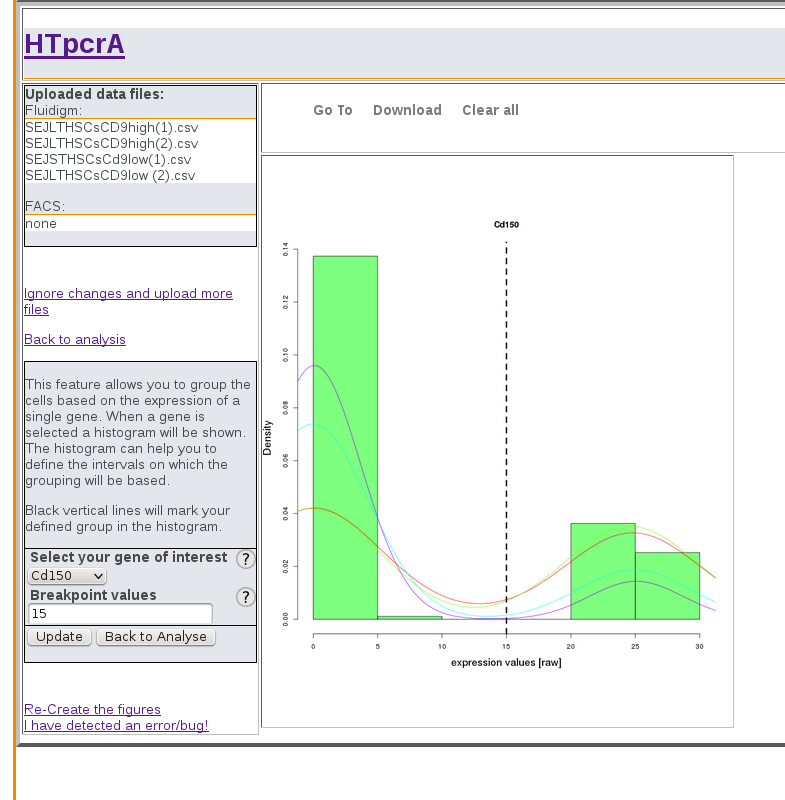 HTpcrA
Uploaded data files:
Fluidigm:
SEJLTHSCsCD9high(1).csv
SEJLTHSCsCD9high(2).csv
SEJSTHSCsCd9low(1).csv
SEJLTHSCsCD9low (2).csv
FACS:
none
Ignore changes and upload more
files
Back to analysis
This feature allows you to group the
cells based on the expression of a
single gene. When a gene is
selected a histogram will be shown.
The histogram can help you to
define the intervals on which the
grouping will be based.
Black vertical lines will mark your
defined group in the histogram.
Select your gene of interest ?
Cd150
Breakpoint values ?
15
Update Back to Analyse
Re-Create the figures
I have detected an error/bug!
Go To Download Clear all
Cd150
0.14
0.12
0.10
0.08
0.06
0.04
0.02
0.00
Density
0 5 10 15 20 25 30
expression values [raw]